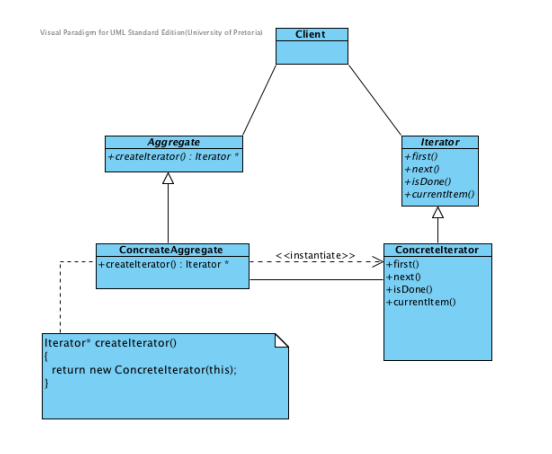 Visual Paradigm for UML Standard Edition(University of Pretoria)
Client
Aggregate
+createIterator() : Iterator *
Iterator
+first()
+next()
+isDone()
+currentItem()
ConcreateAggregate
+createIterator() : Iterator *
<<instantiate>>
ConcreteIterator
+first()
+next()
+isDone()
+currentItem()
Iterator* createIterator()
{
return new ConcreteIterator(this);
}